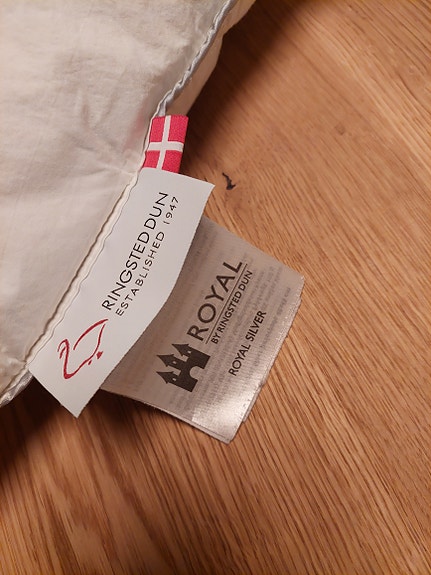 RINGSTED DUN
ESTABLISHED 1947
ROYAL
BY RINGSTED DUN
ROYAL SILVER